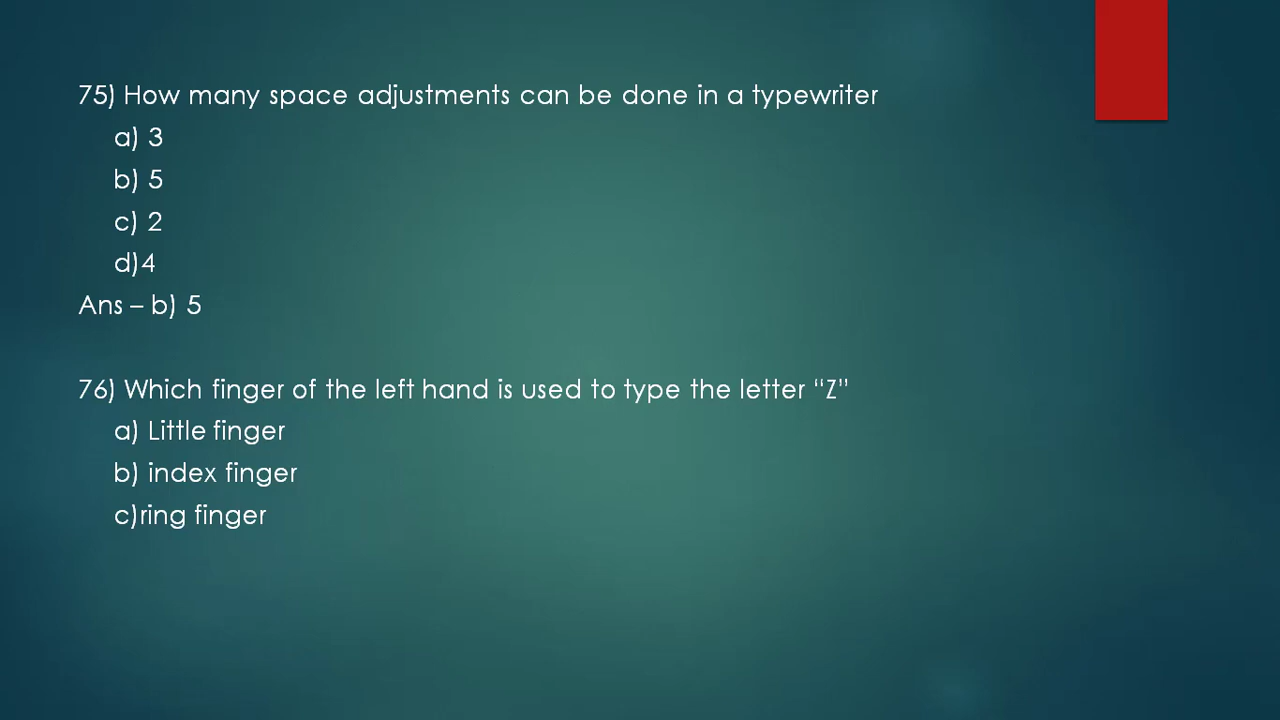 75) How many space adjustments can be done in a typewriter
a) 3
b) 5
c) 2
d)4
Ans – b) 5
76) Which finger of the left hand is used to type the letter “Z”
a) Little finger
b) index finger
c)ring finger